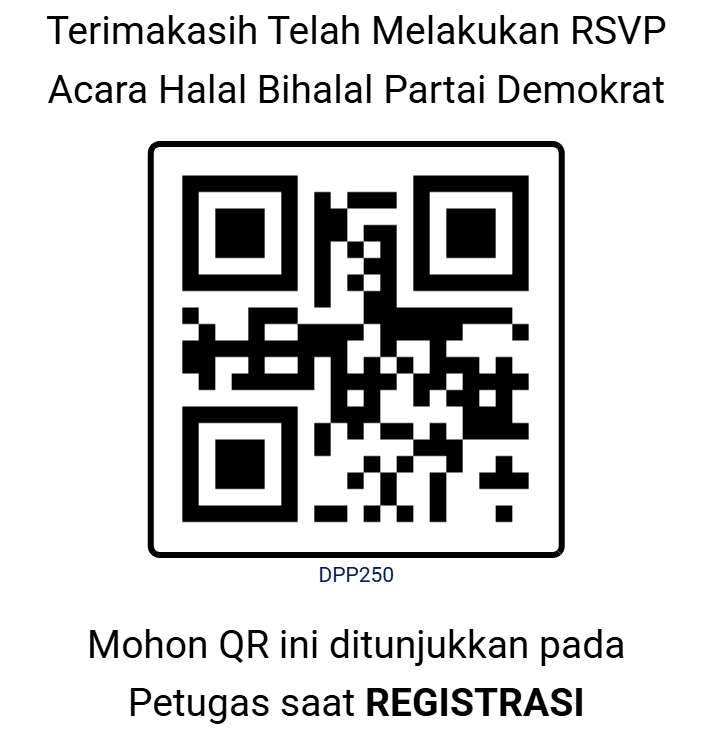 Terimakasih Telah Melakukan RSVP
Acara Halal Bihalal Partai Demokrat
DPP250
Mohon QR ini ditunjukkan pada
Petugas saat REGISTRASI